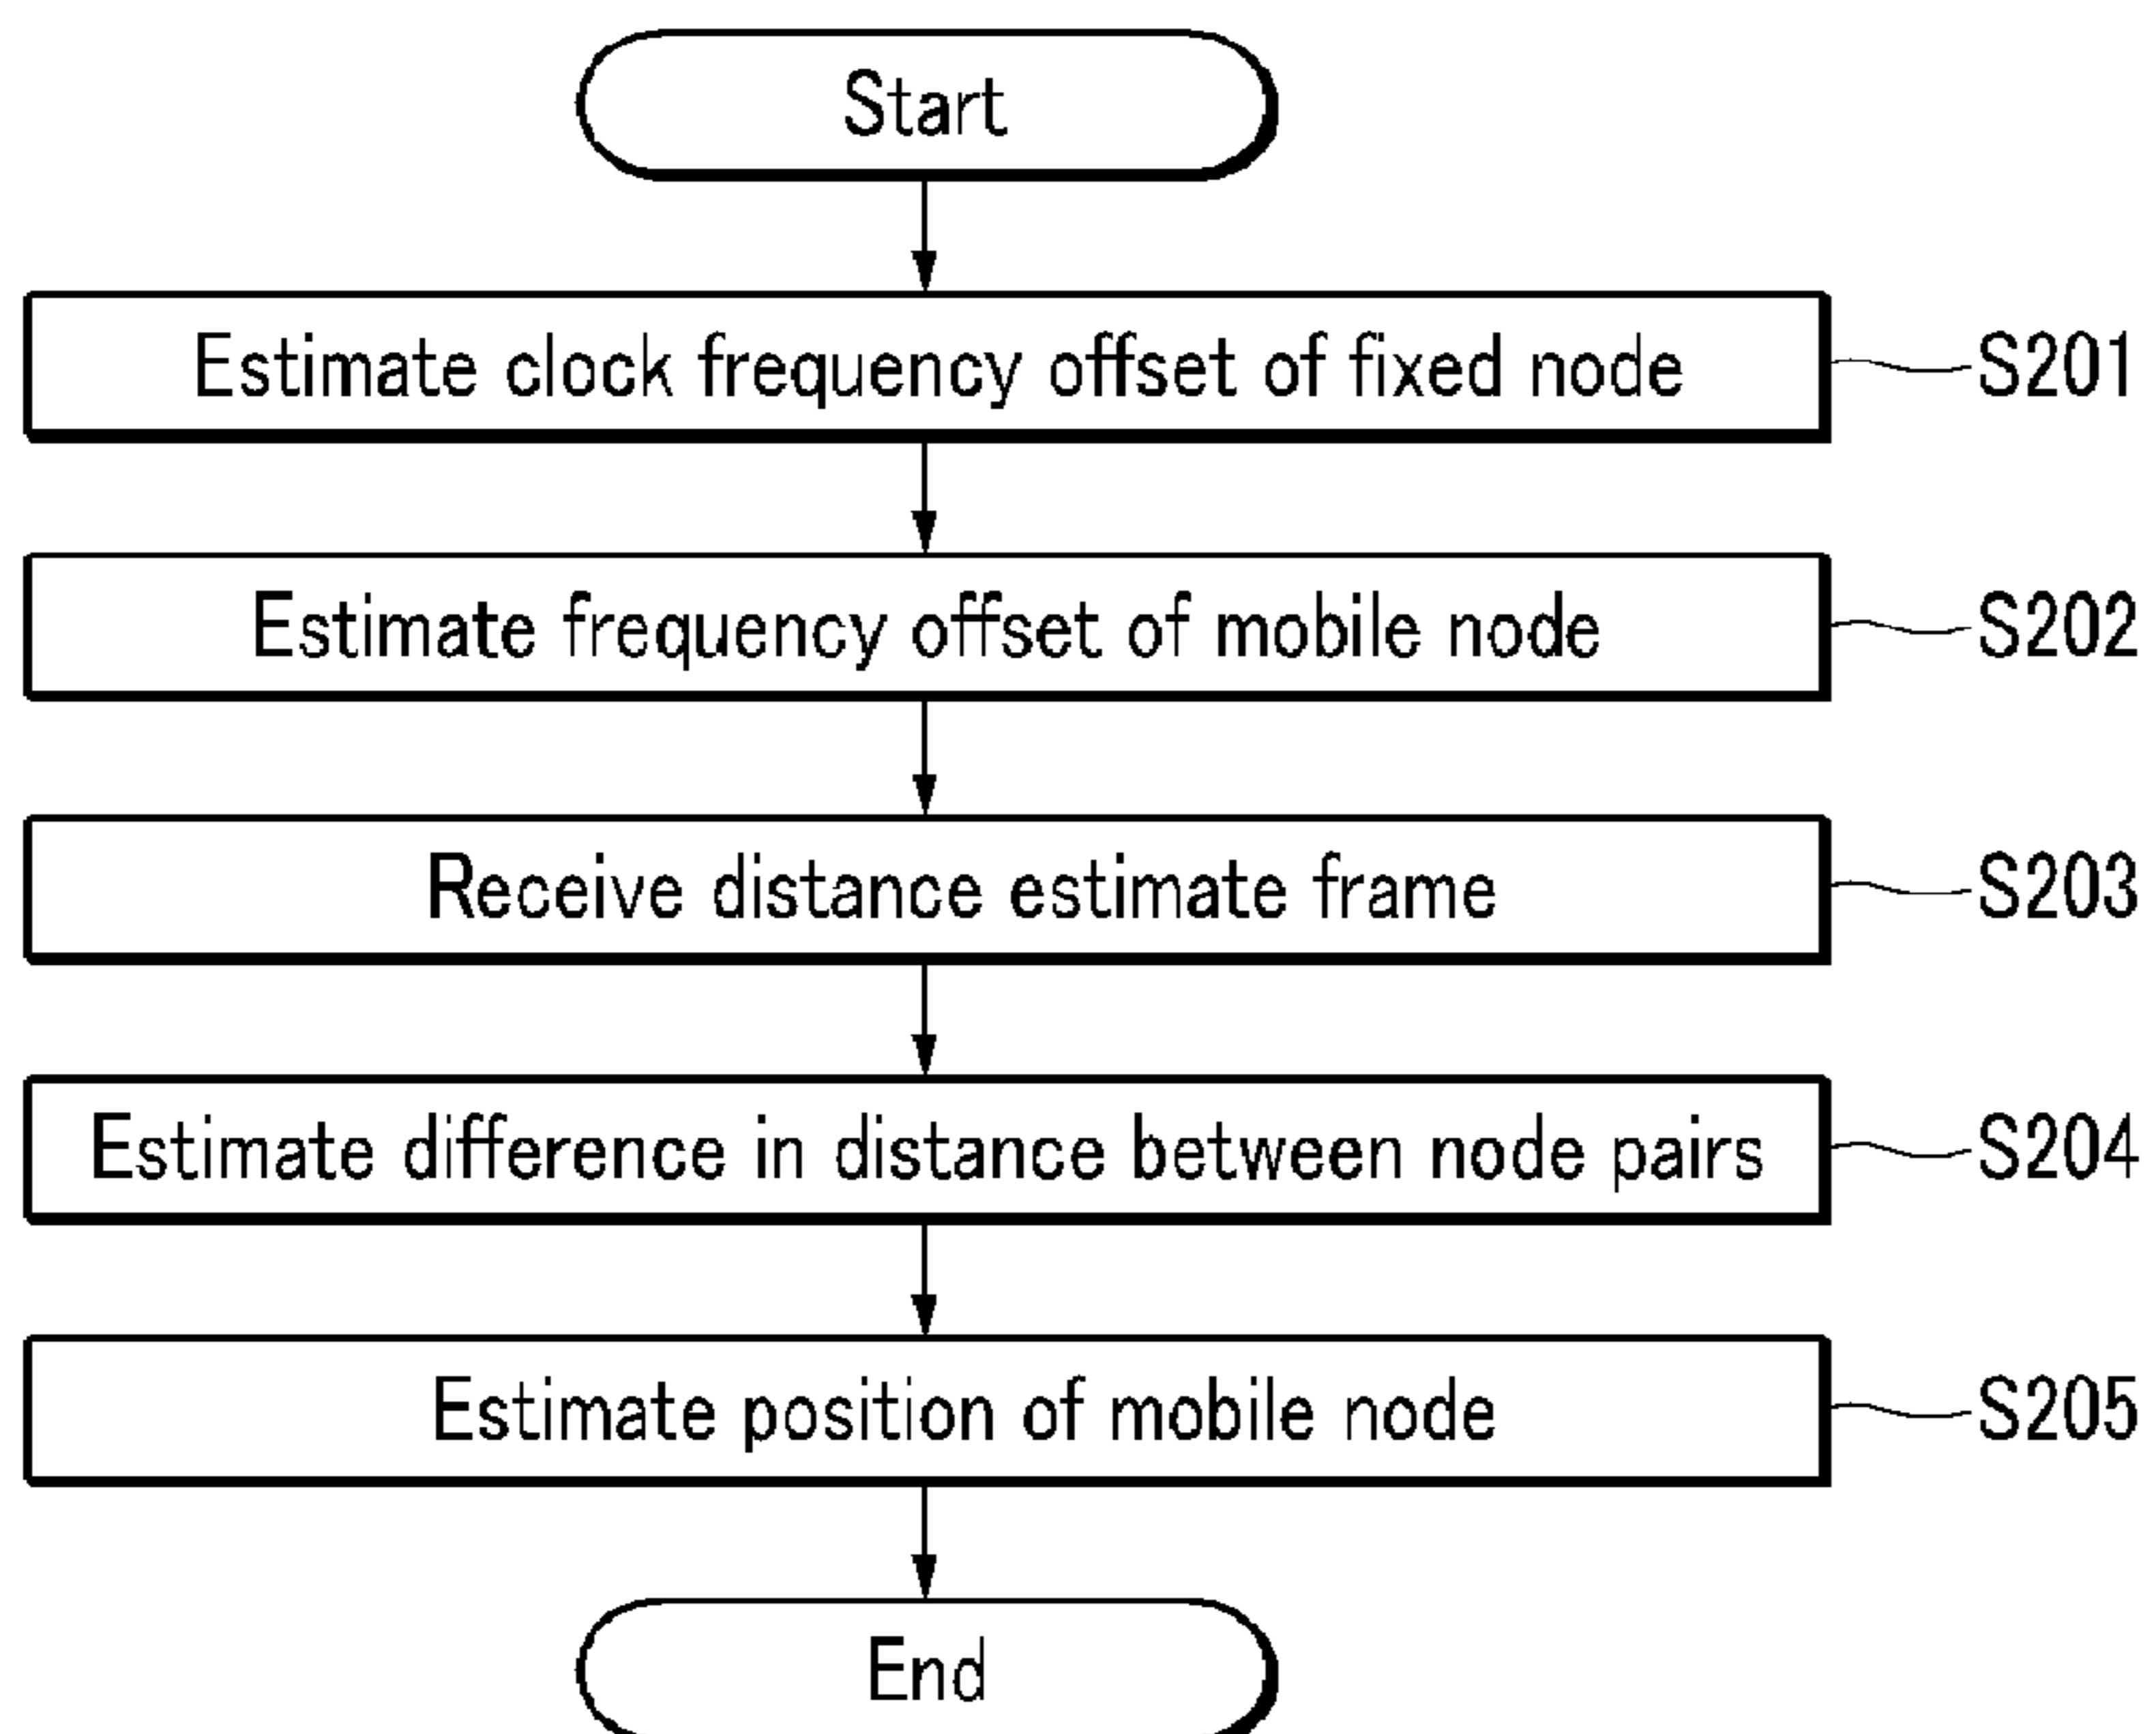 Start
Estimate clock frequency offset of fixed node
S201
Estimate frequency offset of mobile node
S202
Receive distance estimate frame
S203
Estimate difference in distance between node pairs
S204
Estimate position of mobile node
S205
End